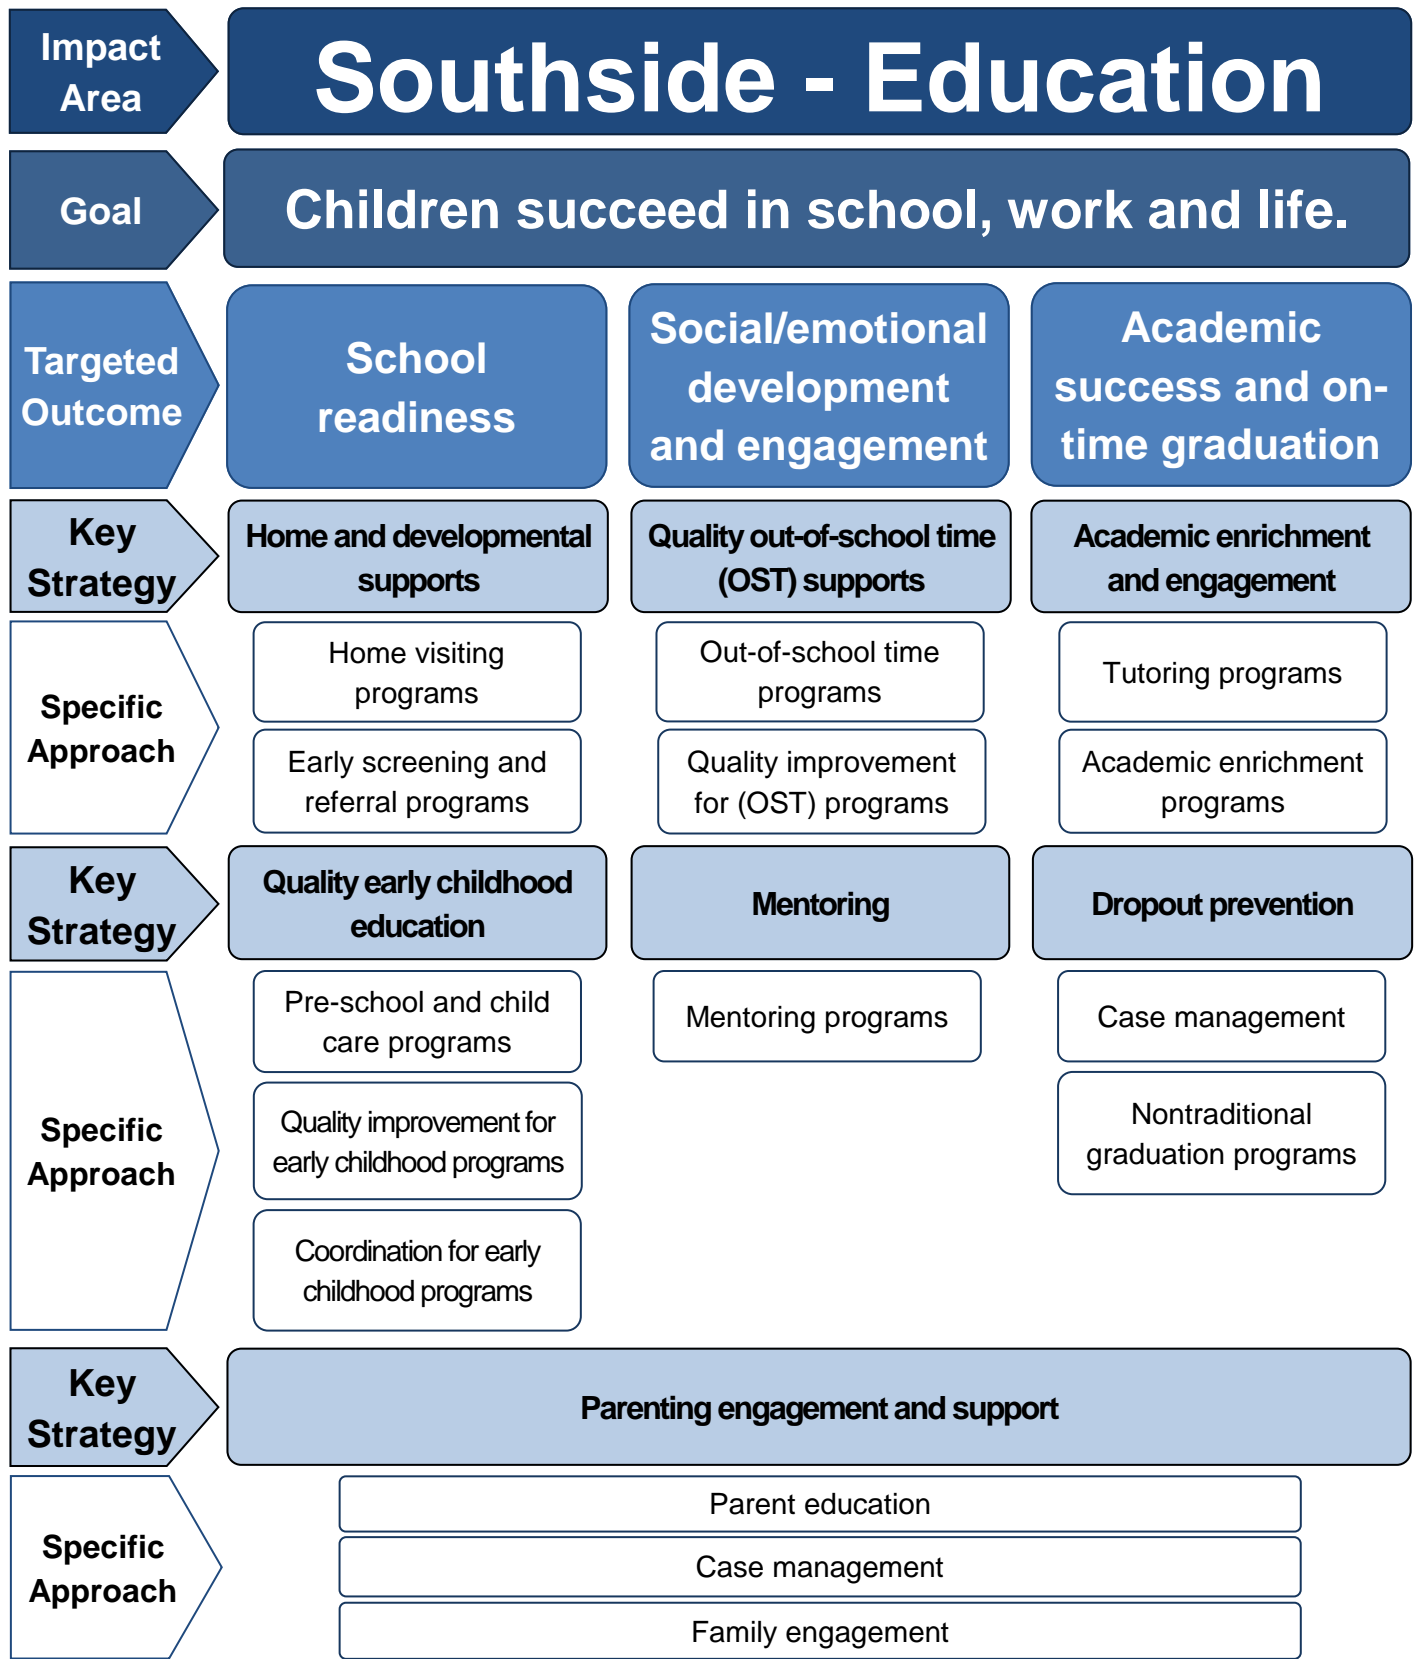 Impact
Area
Southside - Education
Goal
Children succeed in school, work and life.
Targeted
Outcome
School
readiness
Social/emotional
development
and engagement
Academic
success and on-
time graduation
Key
Strategy
Home and developmental
supports
Quality out-of-school time
(OST) supports
Academic enrichment
and engagement
Specific
Approach
Home visiting
programs
Out-of-school time
programs
Tutoring programs
Early screening and
referral programs
Quality improvement
for (OST) programs
Academic enrichment
programs
Key
Strategy
Quality early childhood
education
Mentoring
Dropout prevention
Specific
Approach
Pre-school and child
care programs
Mentoring programs
Case management
Quality improvement for
early childhood programs
Nontraditional
graduation programs
Coordination for early
childhood programs
Key
Strategy
Parenting engagement and support
Specific
Approach
Parent education
Case management
Family engagement